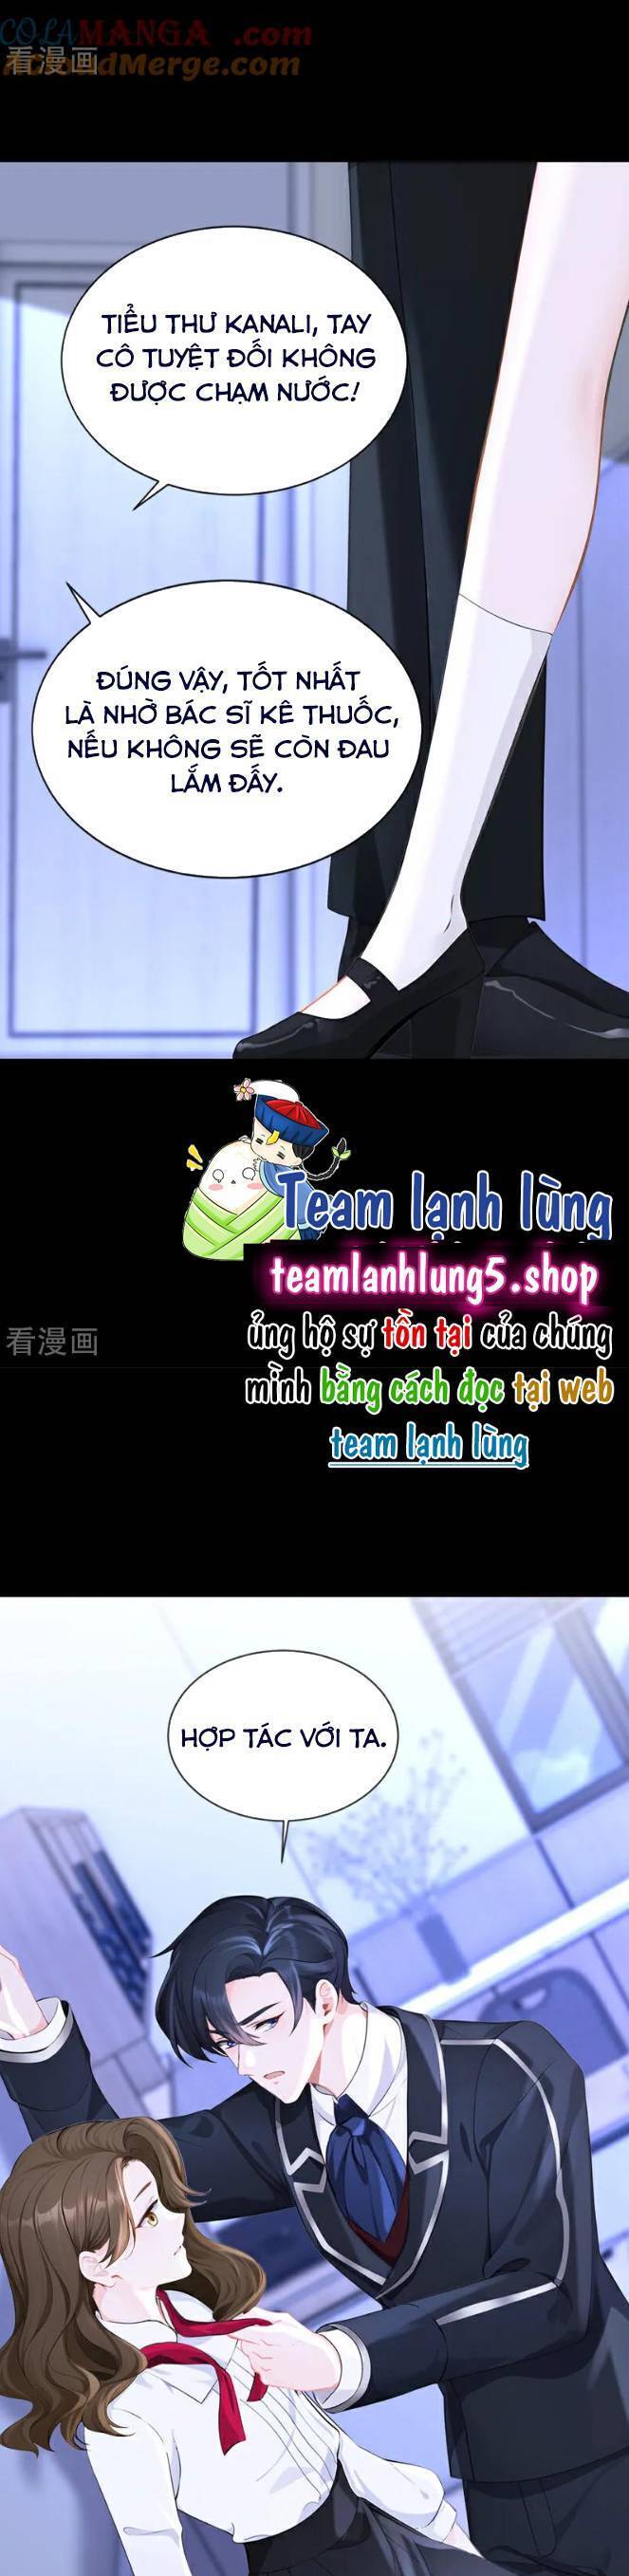 COLAMANGA.com
看漫画
AcloudMerge.com
TIỂU THƯ KANALI, TAY
CÔ TUYỆT ĐỐI KHÔNG
ĐƯỢC CHẠM NƯỚC!
ĐÚNG VẬY, TỐT NHẤT
LÀ NHỜ BÁC SĨ KÊ THUỐC,
NẾU KHÔNG SẼ CÒN ĐAU
LẮM ĐẤY.
Team lạnh lùng
teamlanhlung5.shop
ủng hộ sự tồn tại của chúng
看漫画
mình bằng cách đọc tại web
team lạnh lùng
HỢP TÁC VỚI TA.